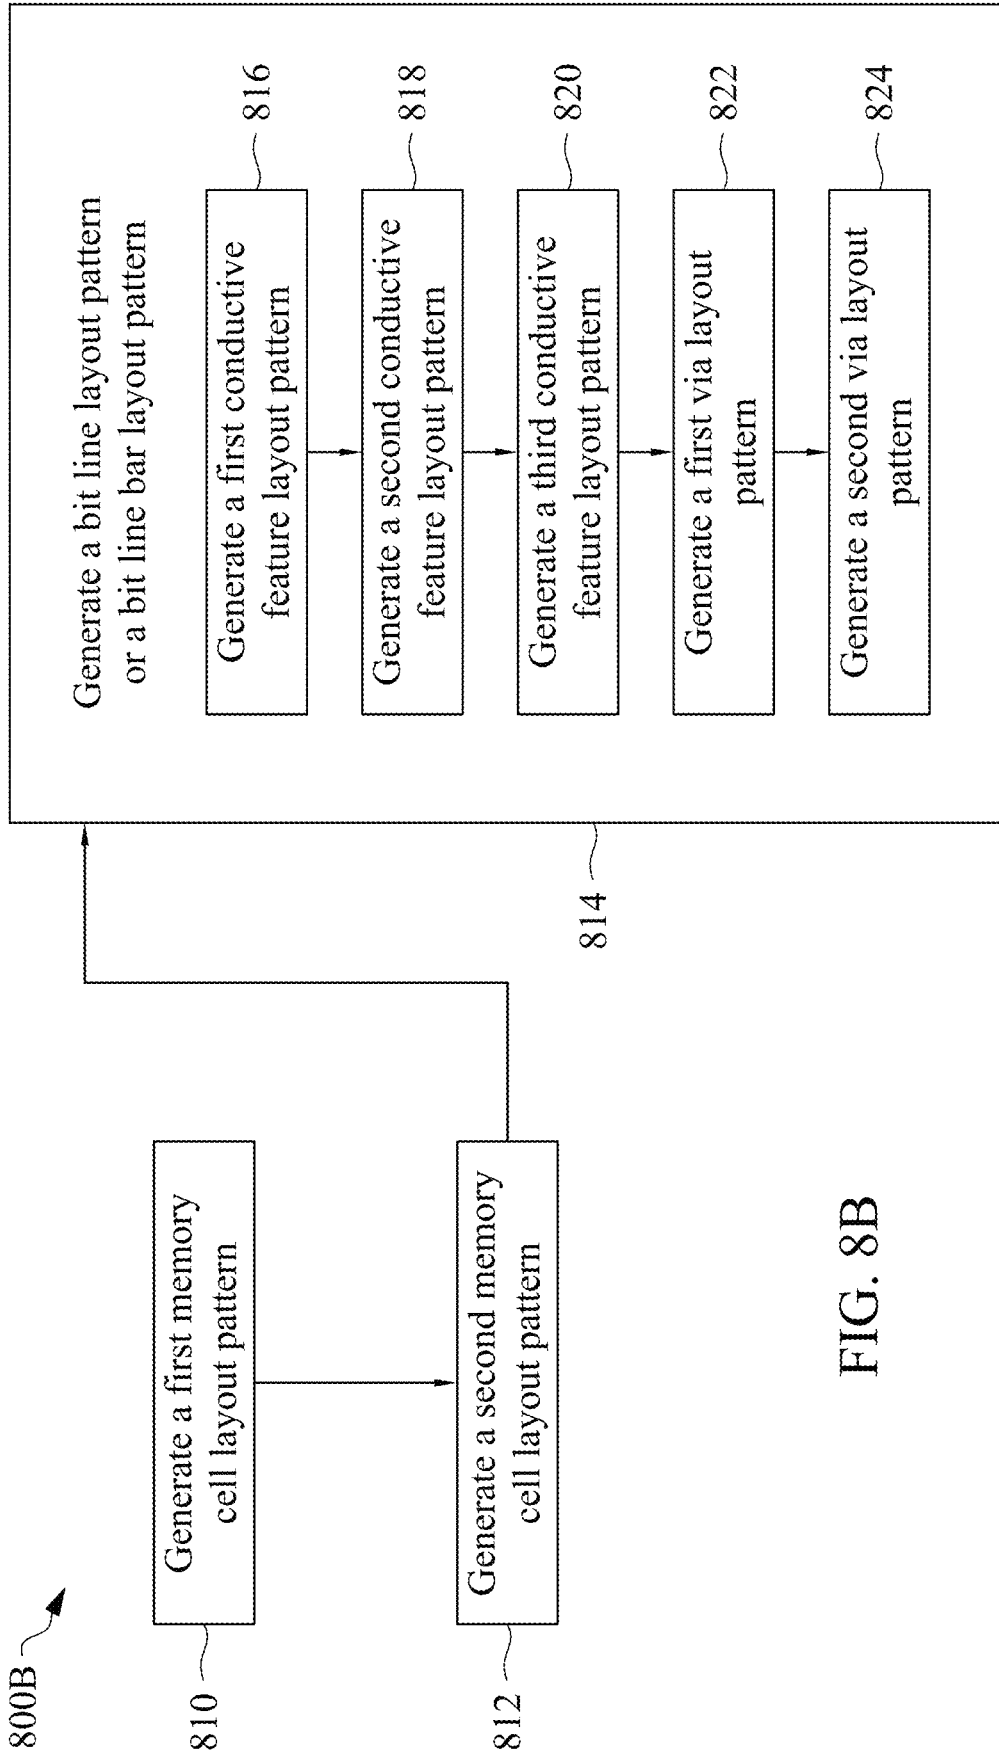 800B
810
Generate a first memory
cell layout pattern
812
Generate a second memory
cell layout pattern
814
Generate a bit line layout pattern
or a bit line bar layout pattern
Generate a first conductive
feature layout pattern
816
Generate a second conductive
feature layout pattern
818
Generate a third conductive
feature layout pattern
820
Generate a first via layout
pattern
822
Generate a second via layout
pattern
824
FIG. 8B